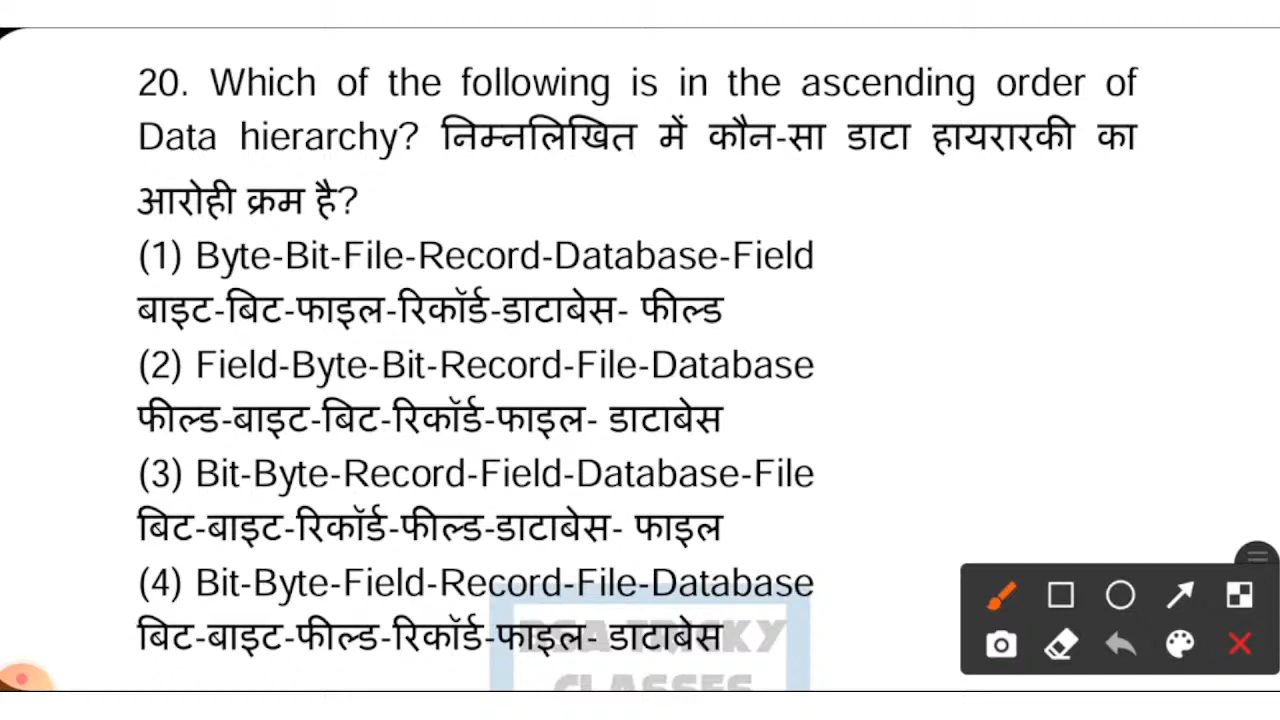 20. Which of the following is in the ascending order of
Data hierarchy? निम्नलिखित में कौन-सा डाटा हायरारकी का
आरोही क्रम है?
(1) Byte-Bit-File-Record-Database-Field
बाइट-बिट-फाइल-रिकॉर्ड-डाटाबेस- फील्ड
(2) Field-Byte-Bit-Record-File-Database
फील्ड-बाइट-बिट-रिकॉर्ड-फाइल- डाटाबेस
(3) Bit-Byte-Record-Field-Database-File
बिट-बाइट-रिकॉर्ड-फील्ड-डाटाबेस- फाइल
(4) Bit-Byte-Field-Record-File-Database
बिट-बाइट-फील्ड-रिकॉर्ड-फाइल- डाटाबेस
TRICKY
CLASSES